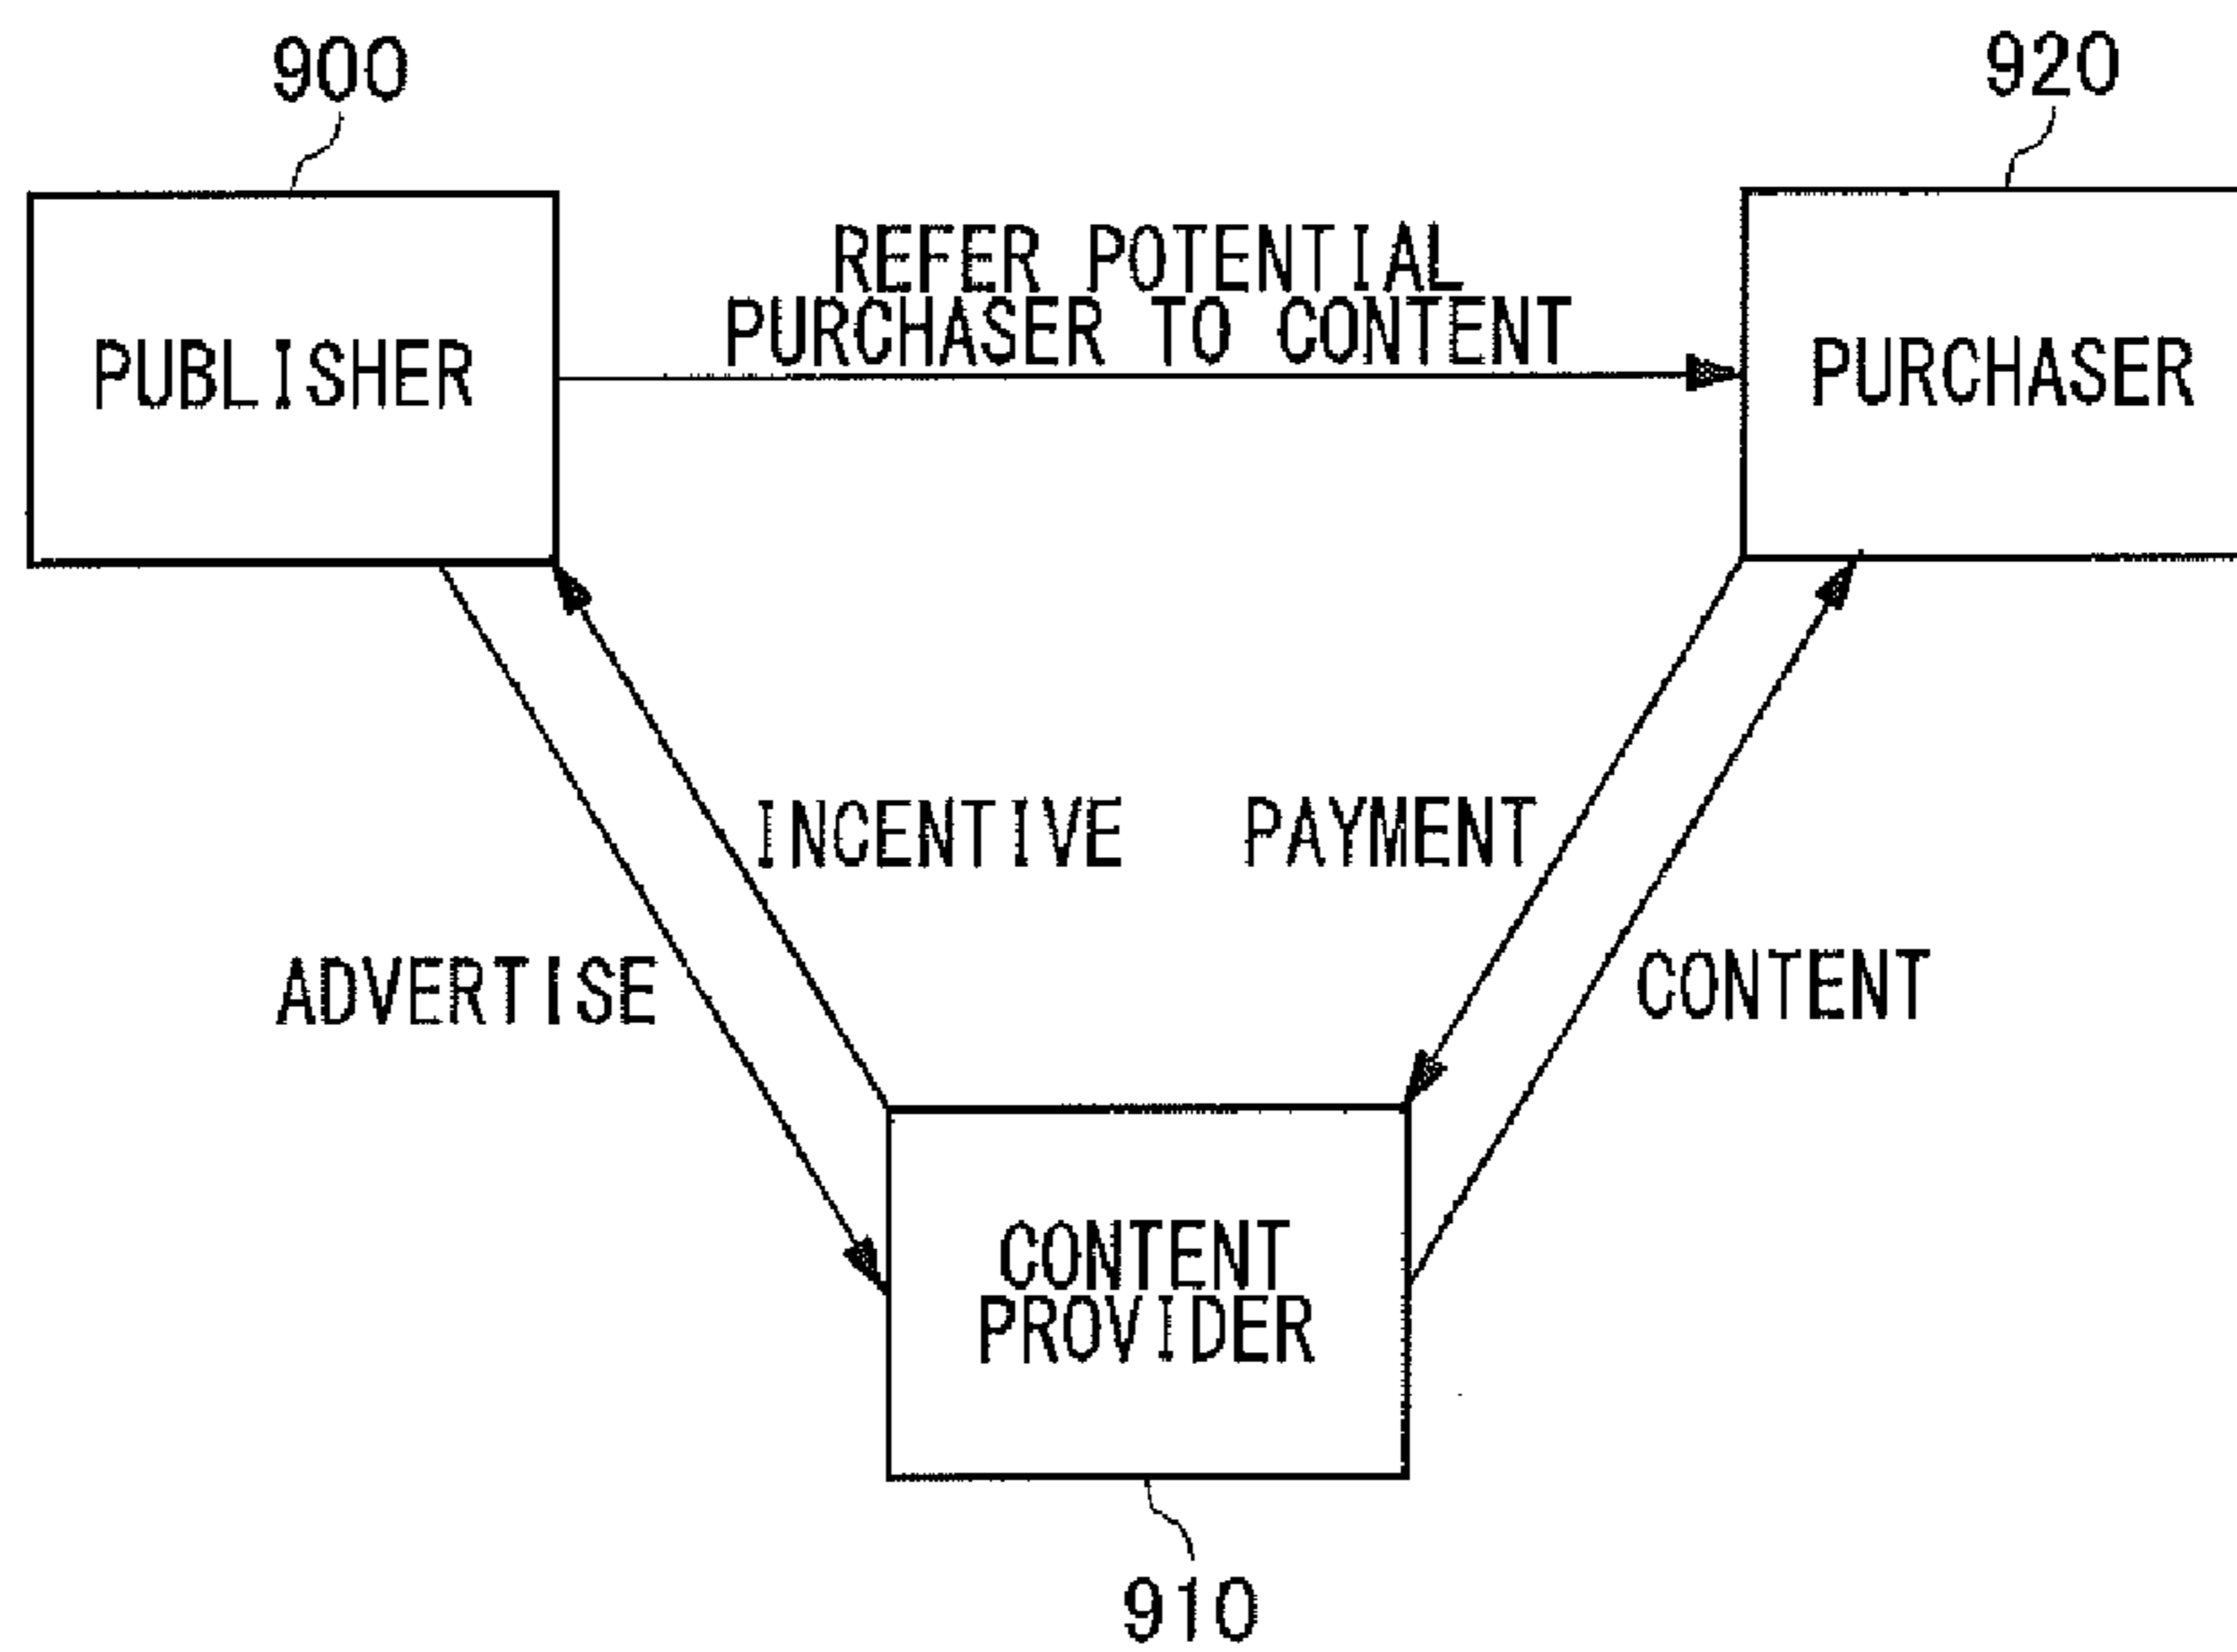 900
920
REFER POTENTIAL
PURCHASER TO CONTENT
PUBLISHER
PURCHASER
INCENTIVE
PAYMENT
ADVERTISE
CONTENT
CONTENT
PROVIDER
910